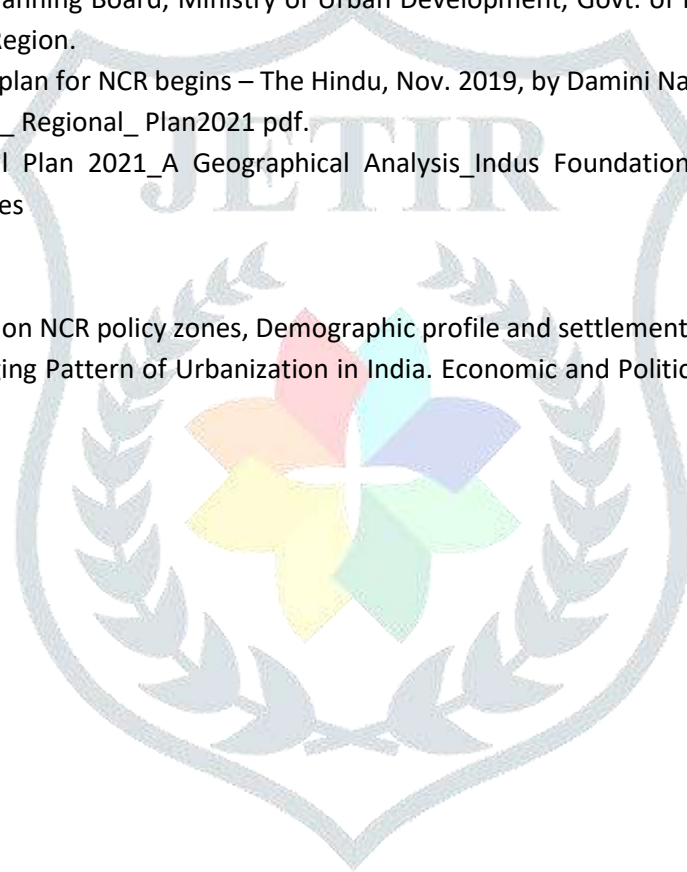 anning Board, Ministry of Urban Development, Govt. of
Region.
plan for NCR begins – The Hindu, Nov. 2019, by Damini Na
_ Regional_ Plan2021 pdf.
l Plan 2021_A Geographical Analysis_Indus Foundation
JETIR
es
on NCR policy zones, Demographic profile and settlement
ging Pattern of Urbanization in India. Economic and Politic